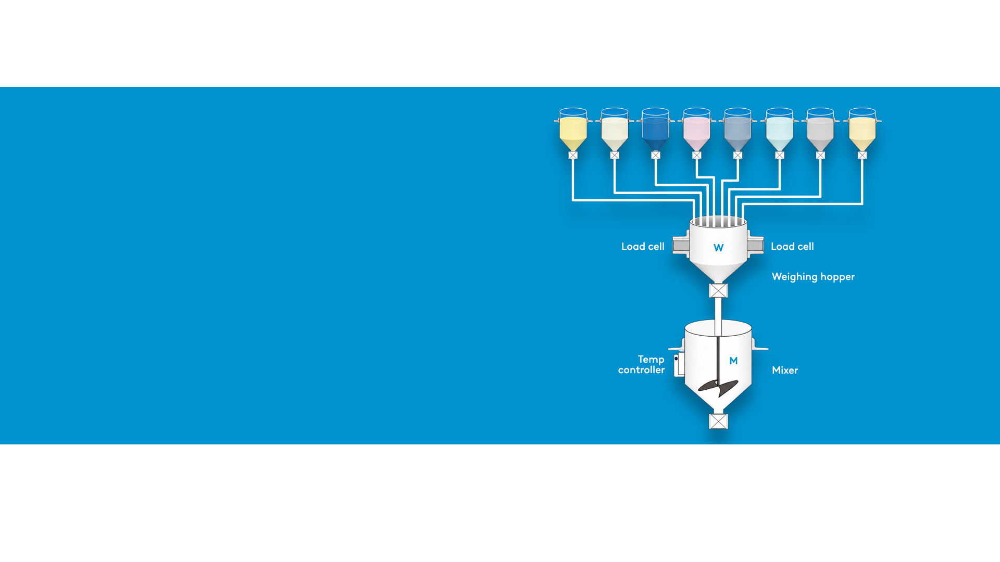 Load cell
W
Load cell
Weighing hopper
Temp
controller
M
Mixer